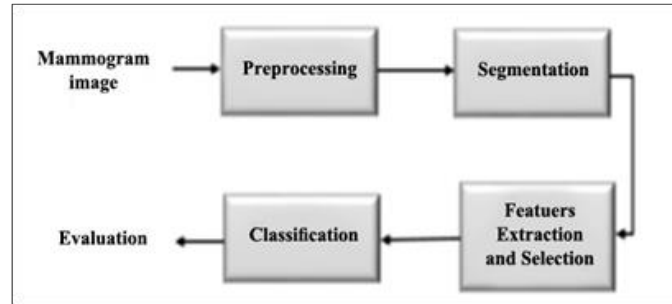 Mammogram
image
Preprocessing
Segmentation
Featuers
Extraction
and Selection
Classification
Evaluation